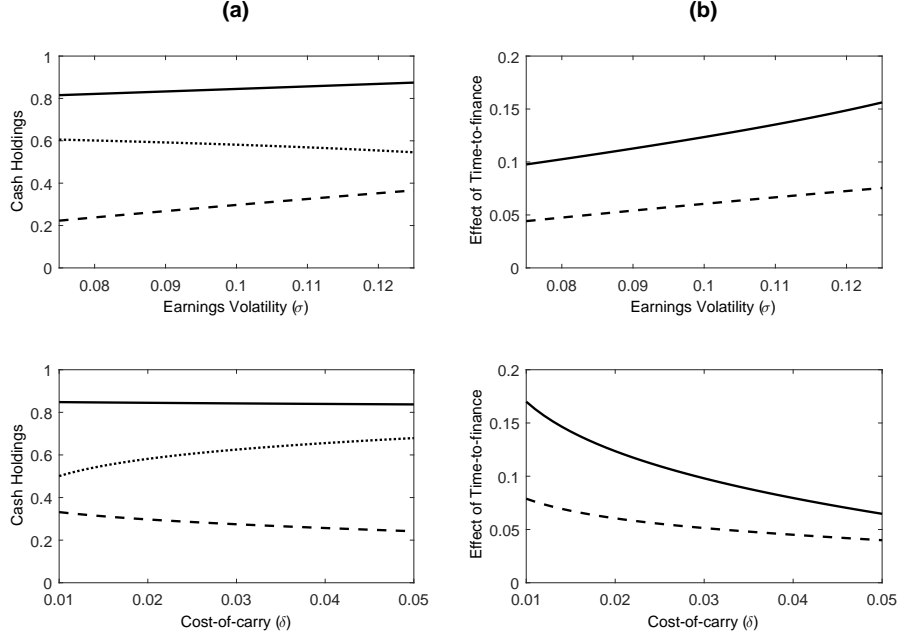 (a)
(b)
1
0.8
0.6
0.4
0.2
0
Cash Holdings
0.08 0.09 0.1 0.11 0.12
Earnings Volatility (σ)
0.2
0.15
0.1
0.05
0
Effect of Time-to-finance
0.08 0.09 0.1 0.11 0.12
Earnings Volatility (σ)
1
0.8
0.6
0.4
0.2
0
Cash Holdings
0.01 0.02 0.03 0.04 0.05
Cost-of-carry (δ)
0.2
0.15
0.1
0.05
0
Effect of Time-to-finance
0.01 0.02 0.03 0.04 0.05
Cost-of-carry (δ)